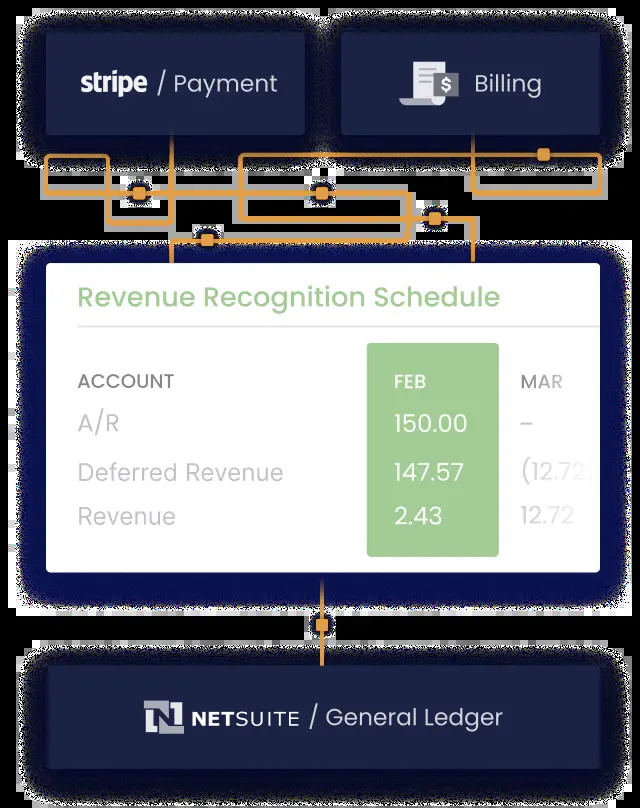 stripe / Payment
$ Billing
Revenue Recognition Schedule
ACCOUNT FEB MAR
A/R 150.00 –
Deferred Revenue 147.57 (12.72
Revenue 2.43 12.72
N NETSUITE / General Ledger